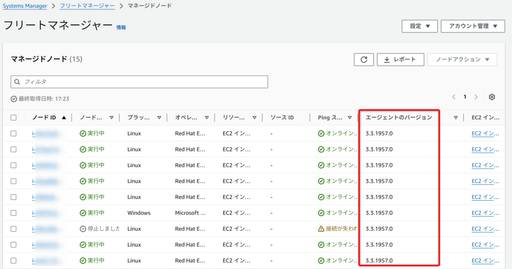 Systems Manager > フリートマネージャー > マネージドノード
フリートマネージャー 情報
設定 ▼ アカウント管理 ▼
マネージドノード (15)
レポート
ノードアクション ▼
フィルタ
最終取得日時: 17:23
< 1 >
ノード ID ▲ ノード... プラッ... オペレ... リソー... ソース ID Ping ス... エージェントのバージョン EC2 イン...
実行中 Linux Red Hat E... EC2 イン... - オンライン... 3.3.1957.0 EC2 イン...
実行中 Linux Red Hat E... EC2 イン... - オンライン... 3.3.1957.0 EC2 イン...
実行中 Linux Red Hat E... EC2 イン... - オンライン... 3.3.1957.0 EC2 イン...
実行中 Linux Red Hat E... EC2 イン... - オンライン... 3.3.1957.0 EC2 イン...
実行中 Linux Red Hat E... EC2 イン... - オンライン... 3.3.1957.0 EC2 イン...
実行中 Windows Microsoft ... EC2 イン... - オンライン... 3.3.1957.0 EC2 イン...
停止しました Linux Red Hat E... EC2 イン... - 接続が失わ 3.3.1957.0 EC2 イン...
実行中 Linux Red Hat E... EC2 イン... - オンライン... 3.3.1957.0 EC2 イン...
実行中 Linux Red Hat E... EC2 イン... - オンライン... 3.3.1957.0 EC2 イン...